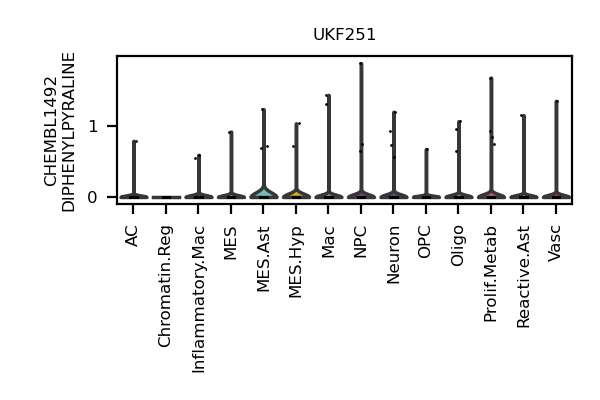 UKF251
CHEMBL1492
DIPHENYLPYRALINE
1
0
AC
Chromatin.Reg
Inflammatory.Mac
MES
MES.Ast
MES.Hyp
Mac
NPC
Neuron
OPC
Oligo
Prolif.Metab
Reactive.Ast
Vasc